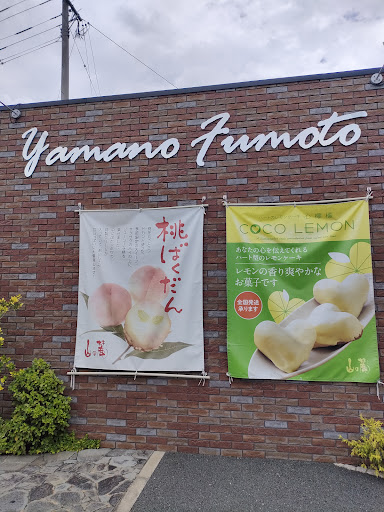 Yamano Fumoto
桃ばくだん
山の麓
COCO LEMON
あなたの心を伝えてくれる
ハート型のレモンケーキ
レモンの香り爽やかな
お菓子です
全国発送
承ります
山の麓